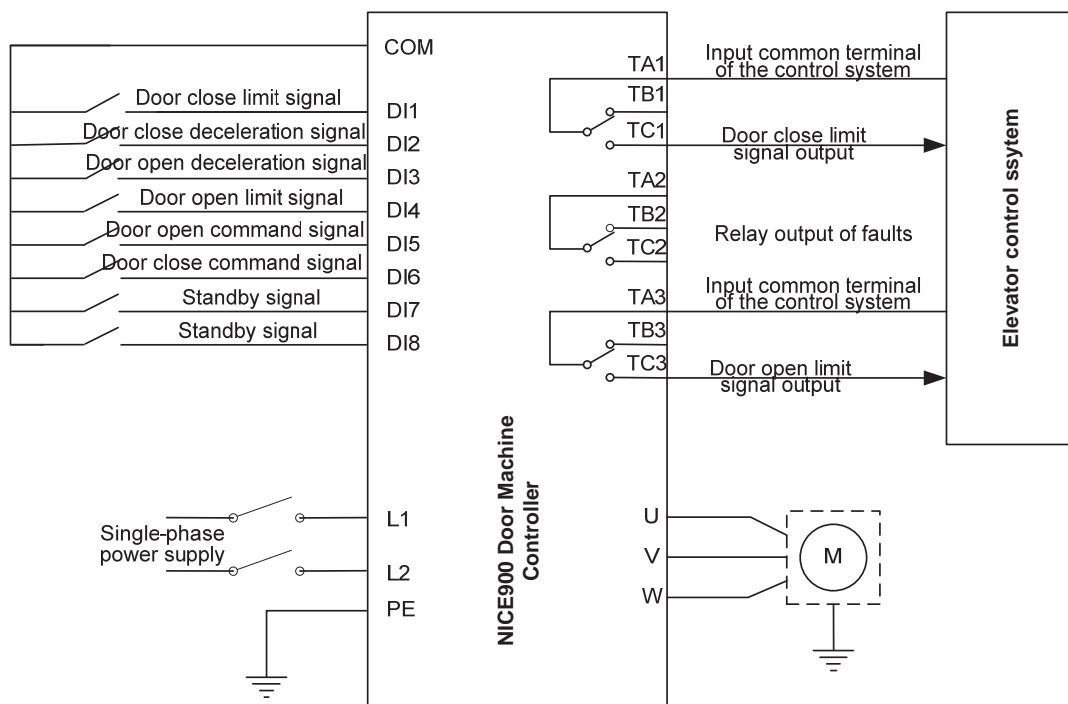 COM
Door close limit signal
DI1
Door close deceleration signal
DI2
Door open deceleration signal
DI3
Door open limit signal
DI4
Door open command signal
DI5
Door close command signal
DI6
Standby signal
DI7
Standby signal
DI8
Single-phase
power supply
L1
L2
PE
NICE900 Door Machine
Controller
TA1
TB1
TC1
TA2
TB2
TC2
TA3
TB3
TC3
U
V
W
Input common terminal
of the control system
Door close limit
signal output
Relay output of faults
Input common terminal
of the control system
Door open limit
signal output
M
Elevator control ssytem